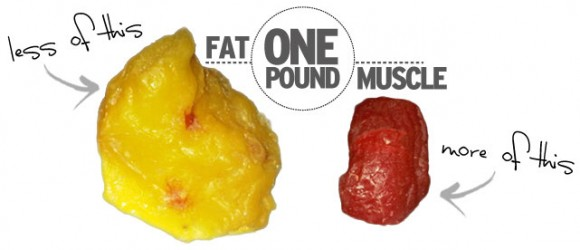 less of this
FAT
ONE
POUND
MUSCLE
more of this